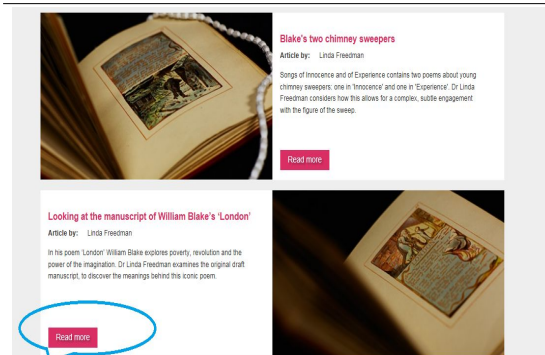 Blake's two chimney sweepers
Article by: Linda Freedman
Songs of Innocence and of Experience contains two poems about young
chimney sweepers: one in 'Innocence' and one in 'Experience'. Dr Linda
Freedman considers how this allows for a complex, subtle engagement
with the figure of the sweep.
Read more
Looking at the manuscript of William Blake's 'London'
Article by: Linda Freedman
In his poem 'London' William Blake explores poverty, revolution and the
power of the imagination. Dr Linda Freedman examines the original draft
manuscript, to discover the meanings behind this iconic poem.
Read more